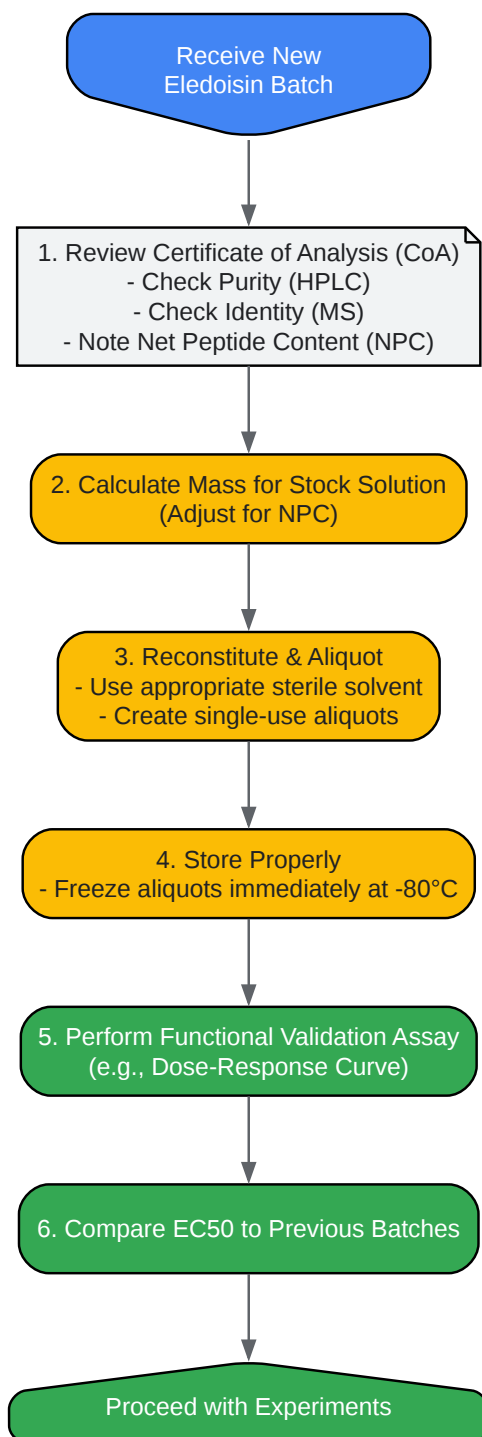 Receive New
Eledoisin Batch
1. Review Certificate of Analysis (CoA)
- Check Purity (HPLC)
- Check Identity (MS)
- Note Net Peptide Content (NPC)
2. Calculate Mass for Stock Solution
(Adjust for NPC)
3. Reconstitute & Aliquot
- Use appropriate sterile solvent
- Create single-use aliquots
4. Store Properly
- Freeze aliquots immediately at -80°C
5. Perform Functional Validation Assay
(e.g., Dose-Response Curve)
6. Compare EC50 to Previous Batches
Proceed with Experiments